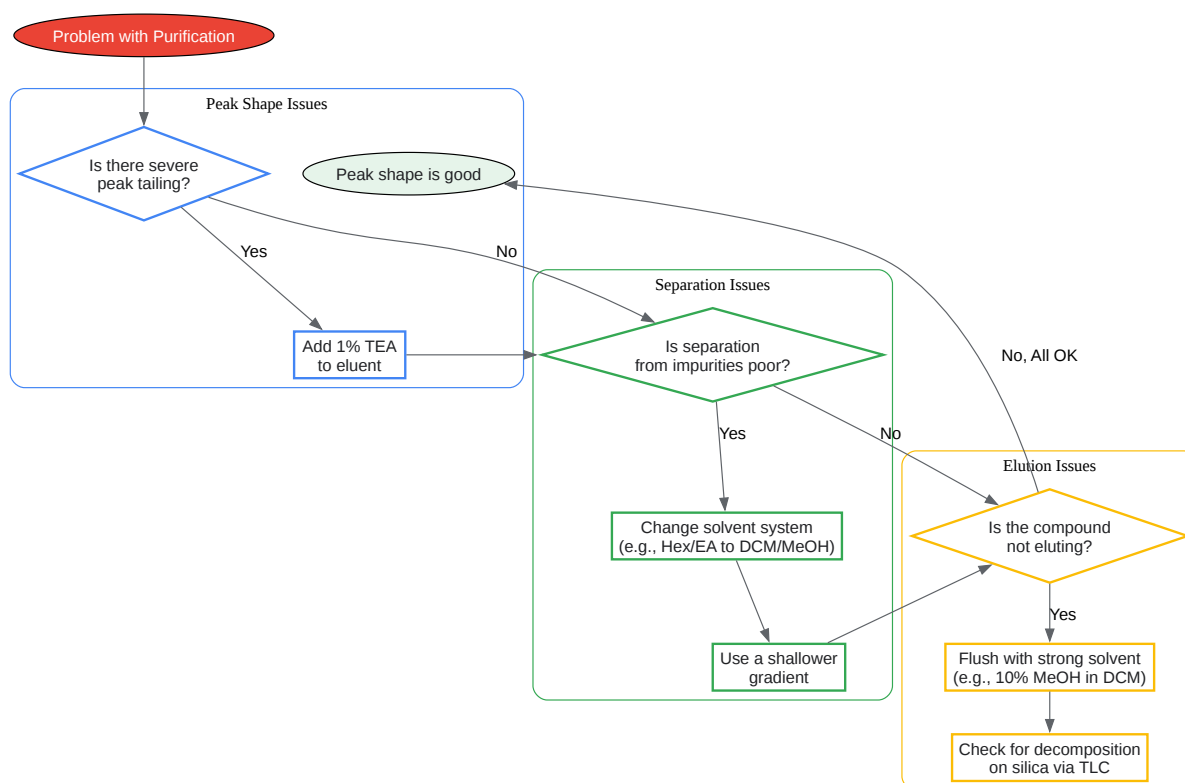 Problem with Purification
Peak Shape Issues
Is there severe
peak tailing?
Peak shape is good
Yes
No
Add 1% TEA
to eluent
Separation Issues
Is separation
from impurities poor?
No, All OK
Yes
No
Change solvent system
(e.g., Hex/EA to DCM/MeOH)
Use a shallower
gradient
Elution Issues
Is the compound
not eluting?
Yes
Flush with strong solvent
(e.g., 10% MeOH in DCM)
Check for decomposition
on silica via TLC